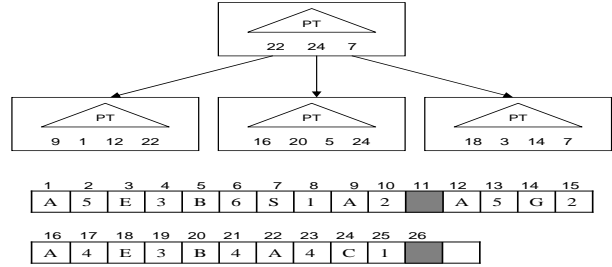 PT
22 24 7
PT PT PT
9 1 12 22 16 20 5 24 18 3 14 7
1 2 3 4 5 6 7 8 9 10 11 12 13 14 15
A 5 E 3 B 6 S 1 A 2 A 5 G 2
16 17 18 19 20 21 22 23 24 25 26
A 4 E 3 B 4 A 4 C 1